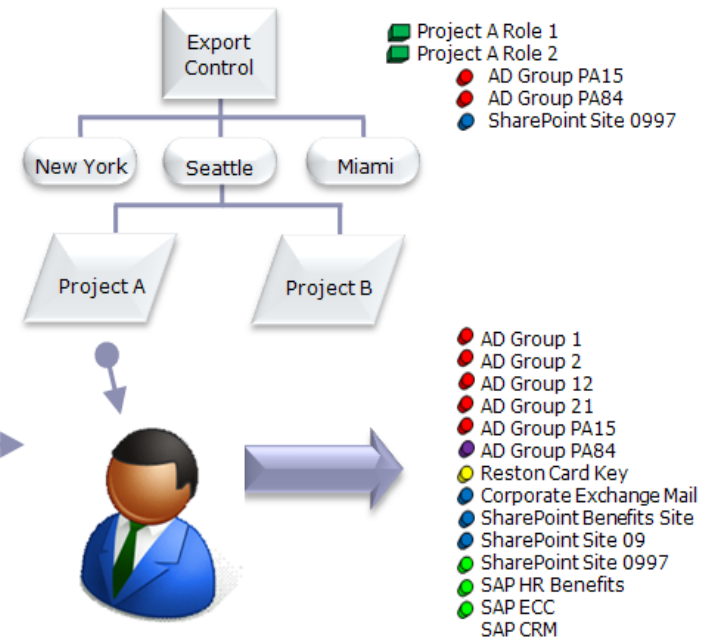 Export
Control
New York
Seattle
Miami
Project A
Project B
Project A Role 1
Project A Role 2
AD Group PA15
AD Group PA84
SharePoint Site 0997
AD Group 1
AD Group 2
AD Group 12
AD Group 21
AD Group PA15
AD Group PA84
Reston Card Key
Corporate Exchange Mail
SharePoint Benefits Site
SharePoint Site 09
SharePoint Site 0997
SAP HR Benefits
SAP ECC
SAP CRM